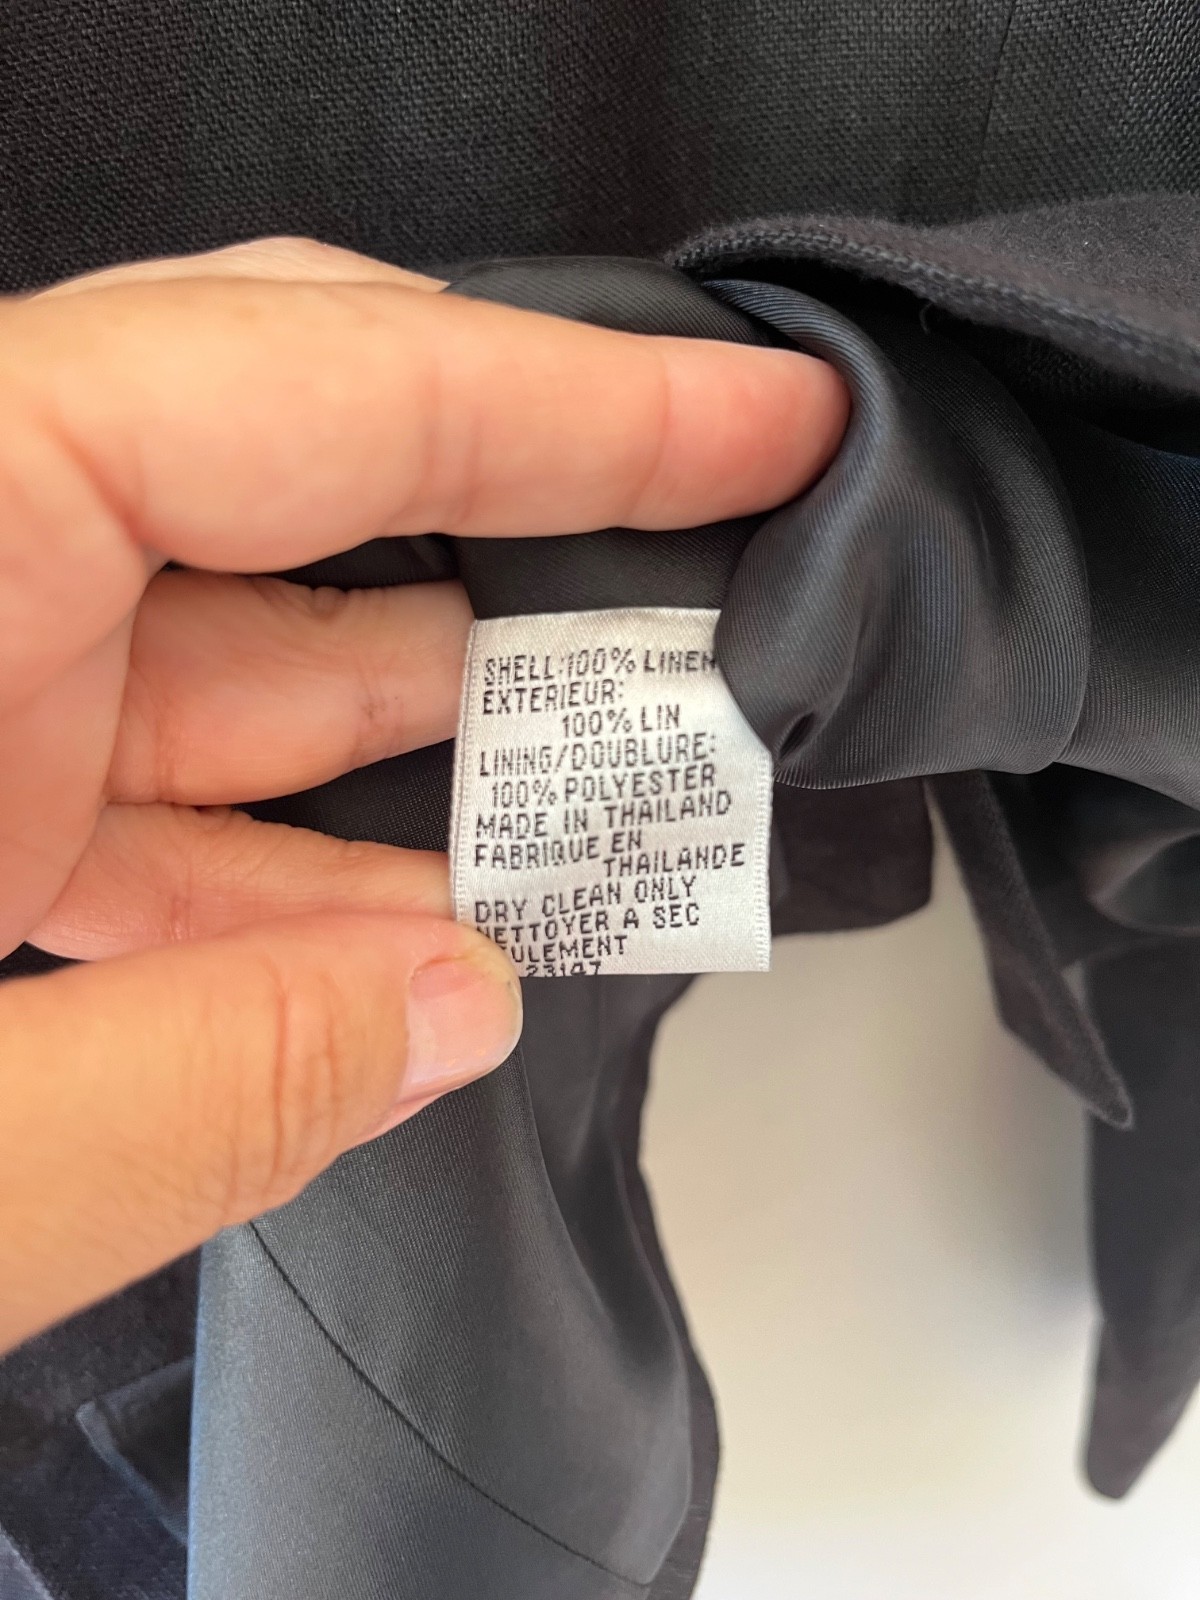 SHELL:100% LINEN
EXTERIEUR:
100% LIN
LINING/DOUBLURE:
100% POLYESTER
MADE IN THAILAND
FABRIQUE EN
THAILANDE
DRY CLEAN ONLY
NETTOYER A SEC
EULEMENT